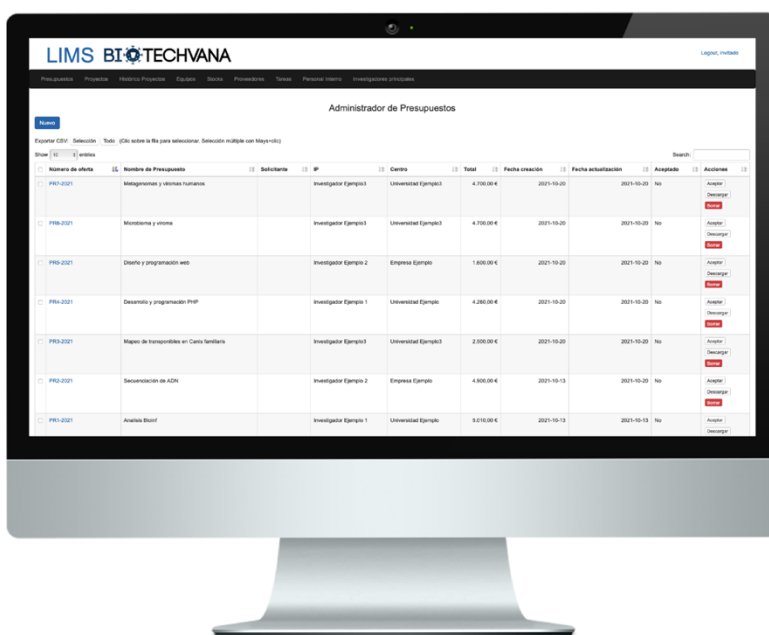 LIMS BIOTECHVANA
Logout, invitado
Presupuestos Proyectos Histórico Proyectos Equipos Stocks Proveedores Tareas Personal interno Investigadores principales
Administrador de Presupuestos
Nuevo
Exportar CSV: Selección Todo (Clic sobre la fila para seleccionar. Selección múltiple con Mays+clic)
Show 10 entries Search:
Número de oferta Nombre de Presupuesto Solicitante IP Centro Total Fecha creación Fecha actualización Aceptado Acciones
PR7-2021 Metagenomas y viromas humanos Investigador Ejemplo3 Universidad Ejemplo3 4.700,00 € 2021-10-20 2021-10-20 No Aceptar
Descargar
Borrar
PR6-2021 Microbioma y viroma Investigador Ejemplo3 Universidad Ejemplo3 4.700,00 € 2021-10-20 2021-10-20 No Aceptar
Descargar
Borrar
PR5-2021 Diseño y programación web Investigador Ejemplo 2 Empresa Ejemplo 1.600,00 € 2021-10-20 2021-10-20 No Aceptar
Descargar
Borrar
PR4-2021 Desarrollo y programación PHP Investigador Ejemplo 1 Universidad Ejemplo 4.260,00 € 2021-10-20 2021-10-20 No Aceptar
Descargar
Borrar
PR3-2021 Mapeo de transponibles en Canis familiaris Investigador Ejemplo3 Universidad Ejemplo3 2.500,00 € 2021-10-20 2021-10-20 No Aceptar
Descargar
Borrar
PR2-2021 Secuenciación de ADN Investigador Ejemplo 2 Empresa Ejemplo 4.900,00 € 2021-10-13 2021-10-20 No Aceptar
Descargar
Borrar
PR1-2021 Analisis Bioinf Investigador Ejemplo 1 Universidad Ejemplo 9.010,00 € 2021-10-13 2021-10-13 No Aceptar
Descargar